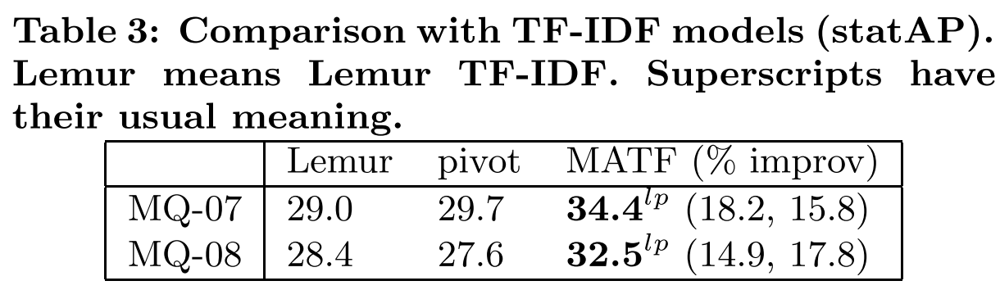 Table 3: Comparison with TF-IDF models (statAP).
Lemur means Lemur TF-IDF. Superscripts have
their usual meaning.
Lemur pivot MATF (% improv)
MQ-07 29.0 29.7 34.4^lp (18.2, 15.8)
MQ-08 28.4 27.6 32.5^lp (14.9, 17.8)